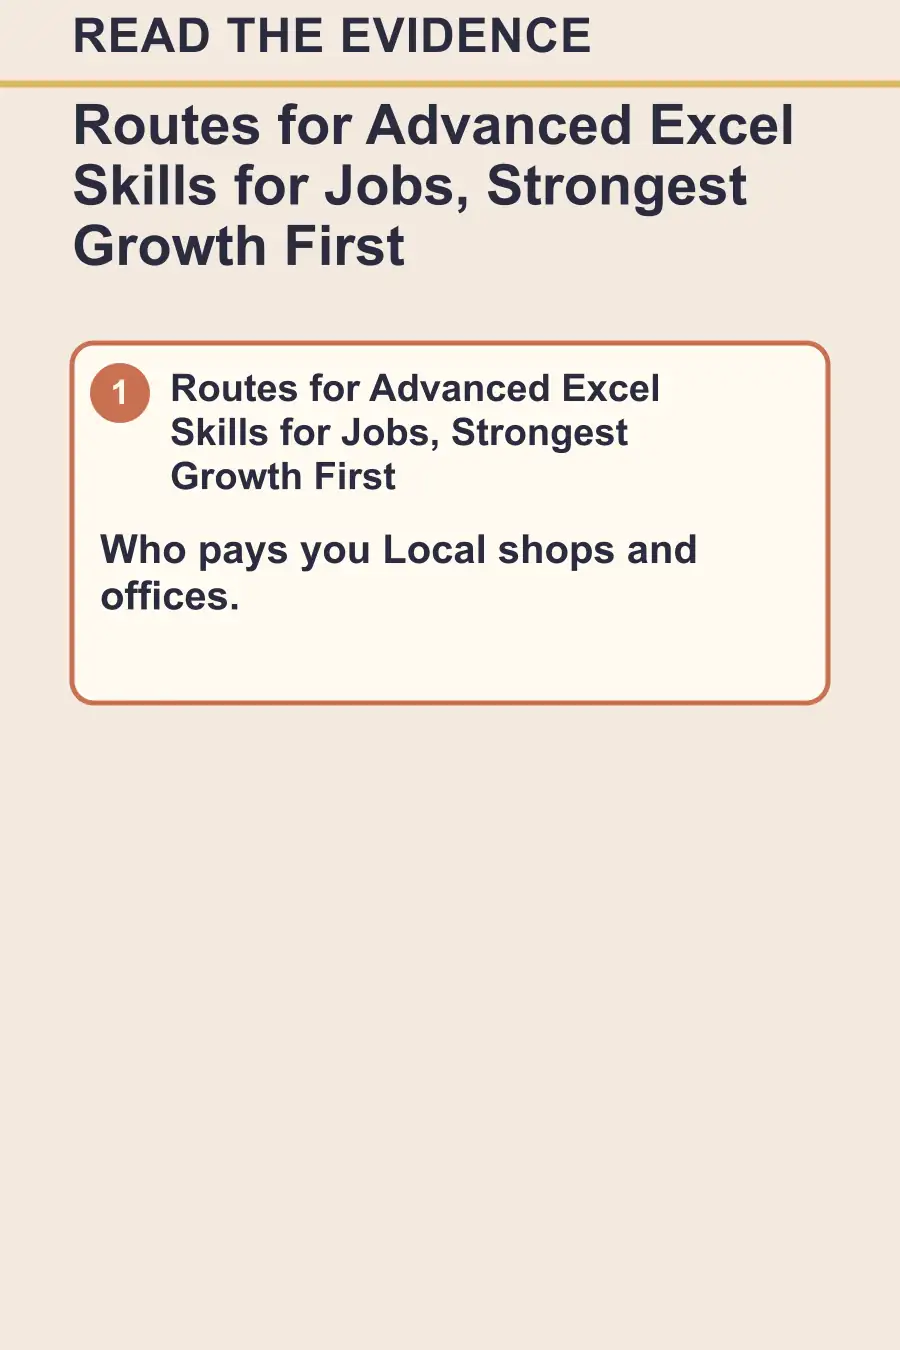 READ THE EVIDENCE
Routes for Advanced Excel
Skills for Jobs, Strongest
Growth First
1
Routes for Advanced Excel
Skills for Jobs, Strongest
Growth First
Who pays you Local shops and
offices.